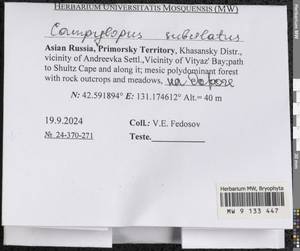 HERBARIUM UNIVERSITATIS MOSQUENSIS (MW)
Campylopus subulatus
Asian Russia, Primorsky Territory, Khasansky Distr.,
vicinity of Andreevka Settl.,Vicinity of Vityaz' Bay;path
to Shultz Cape and along it; mesic polydominant forest
with rock outcrops and meadows, на
N: 42.591894° E: 131.174612° Alt.= 40 m
19.9.2024 Coll.: V.E. Fedosov
№ 24-370-271 Teste.
Herbarium MW, Bryophyta
MW 9 133 447